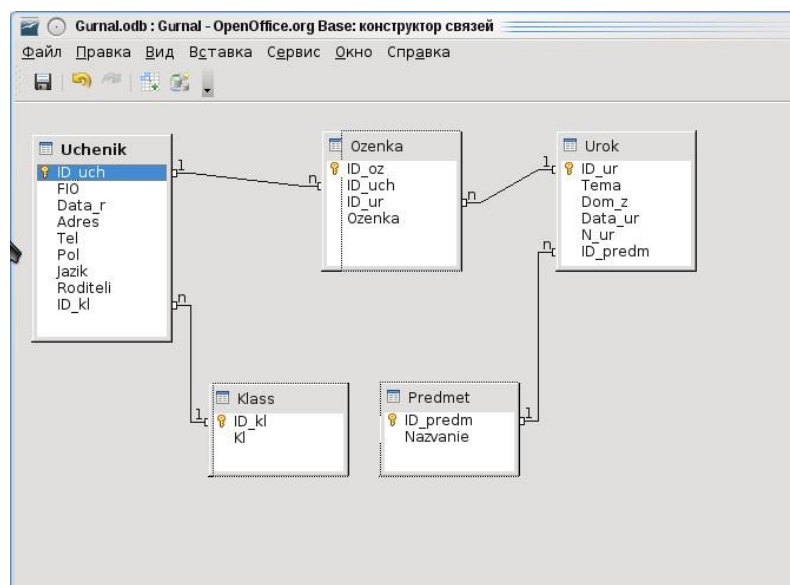 Gurnal.odb : Gurnal - OpenOffice.org Base: конструктор связей
Файл Правка Вид Вставка Сервис Окно Справка
Uchenik
ID_uch
FIO
Data_r
Adres
Tel
Pol
Jazik
Roditeli
ID_kl
1
n
Ozenka
ID_oz
ID_uch
ID_ur
Ozenka
n
n
Urok
ID_ur
Tema
Dom_z
Data_ur
N_ur
ID_predm
1
n
Klass
ID_kl
Kl
1
Predmet
ID_predm
Nazvanie
1